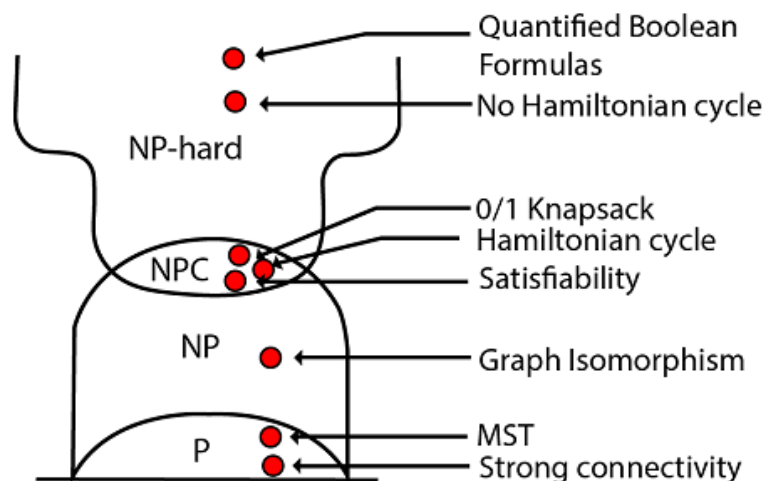 Quantified Boolean
Formulas
No Hamiltonian cycle
NP-hard
0/1 Knapsack
Hamiltonian cycle
NPC
Satisfiability
NP
Graph Isomorphism
MST
P
Strong connectivity